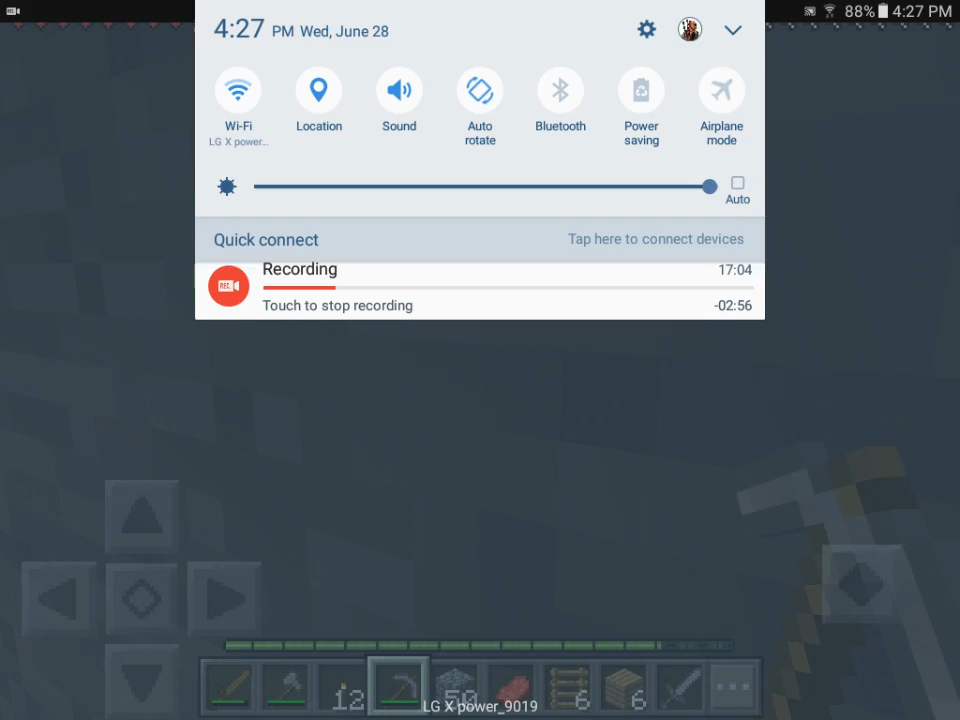 88% 4:27 PM
4:27 PM Wed, June 28
Wi-Fi
LG X power...
Location
Sound
Auto
rotate
Bluetooth
Power
saving
Airplane
mode
Auto
Quick connect
Tap here to connect devices
Recording
17:04
REC.
Touch to stop recording
-02:56
12 50 6 6
LG X power_9019